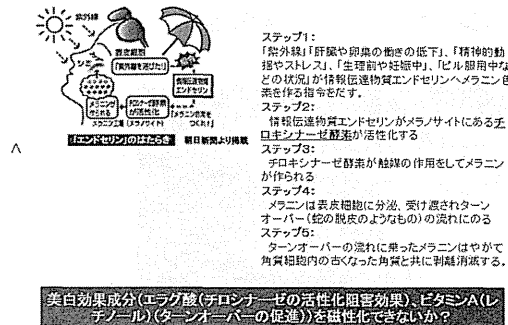 紫外線
表皮細胞
「紫外線を浴びた!」
シミ
情報伝達物質
エンドセリン
メラニンが
作られる
チロシナーゼ酵素
が活性化
「メラニン色素を
つくれ!」
メラニン工場(メラノサイト)
「エンドセリン」のはたらき 朝日新聞より掲載
ステップ1:
「紫外線」「肝臓や卵巣の働きの低下」、「精神的動
揺やストレス」、「生理前や妊娠中」、「ピル服用中な
どの状況」が情報伝達物質エンドセリンへメラニン色
素を作る指令をだす。
ステップ2:
情報伝達物質エンドセリンがメラノサイトにあるチ
ロキシナーゼ酵素が活性化する
ステップ3:
チロキシナーゼ酵素が触媒の作用をしてメラニン
が作られる
ステップ4:
メラニンは表皮細胞に分泌、受け渡されターン
オーバー(蛇の脱皮のようなもの)の流れにのる
ステップ5:
ターンオーバーの流れに乗ったメラニンはやがて
角質細胞内の古くなった角質と共に剥離消滅する。
美白効果成分(エラグ酸(チロシナーゼの活性化阻害効果)、ビタミンA(レ
チノール)(ターンオーバーの促進))を磁性化できないか?